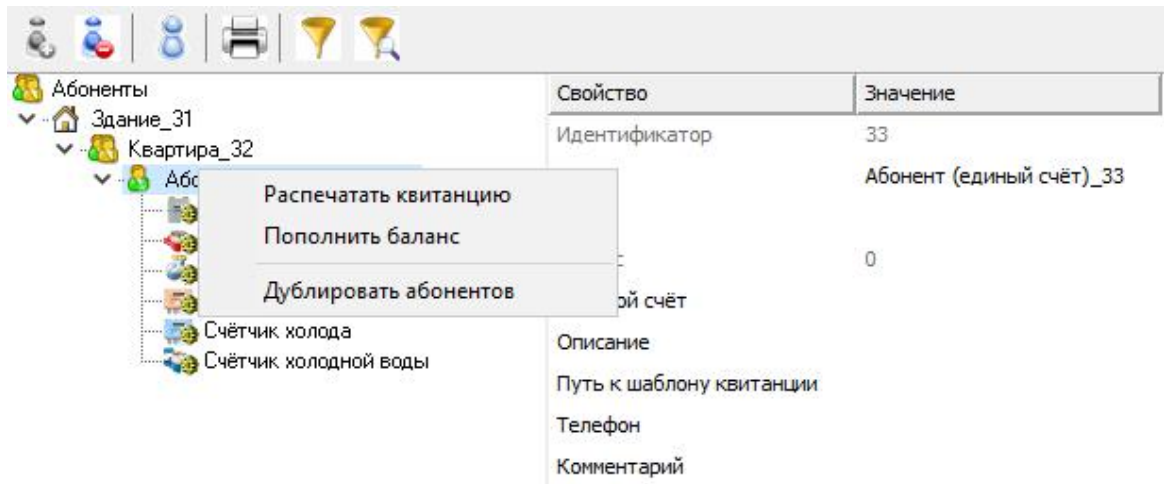 Абоненты
Свойство Значение
Здание_31
Идентификатор 33
Квартира_32
Абонент (единый счёт)_33
Распечатать квитанцию
Пополнить баланс
0
Дублировать абонентов
счёт
Счётчик холода
Описание
Счётчик холодной воды
Путь к шаблону квитанции
Телефон
Комментарий